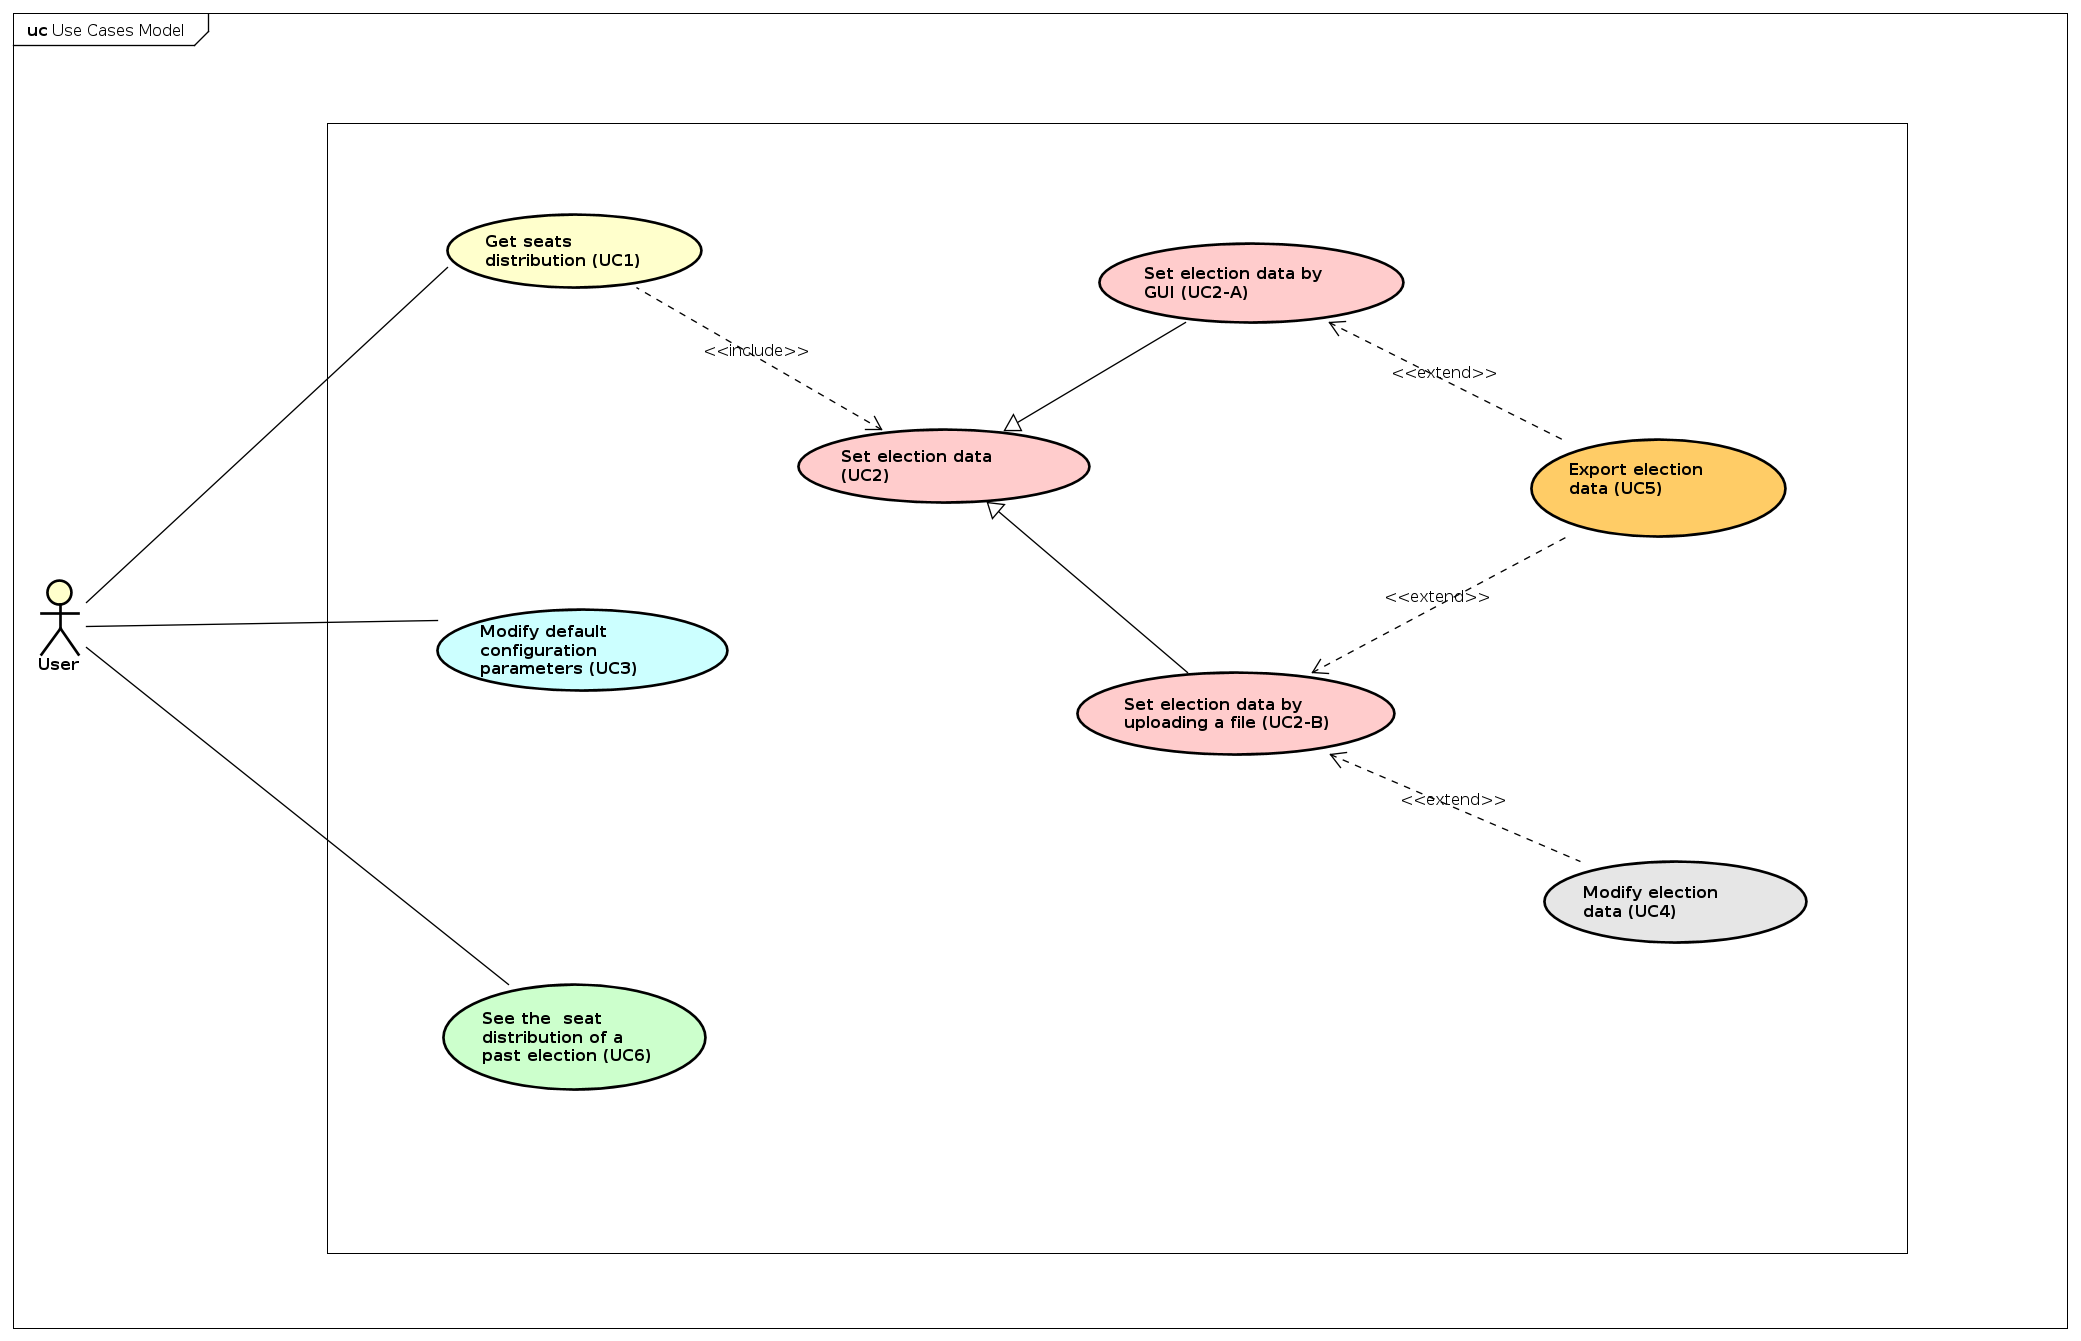 uc Use Cases Model
Get seats
distribution (UC1)
Set election data by
GUI (UC2-A)
<<include>>
<<extend>>
Set election data
(UC2)
Export election
data (UC5)
<<extend>>
Modify default
configuration
parameters (UC3)
User
Set election data by
uploading a file (UC2-B)
<<extend>>
Modify election
data (UC4)
See the  seat
distribution of a
past election (UC6)